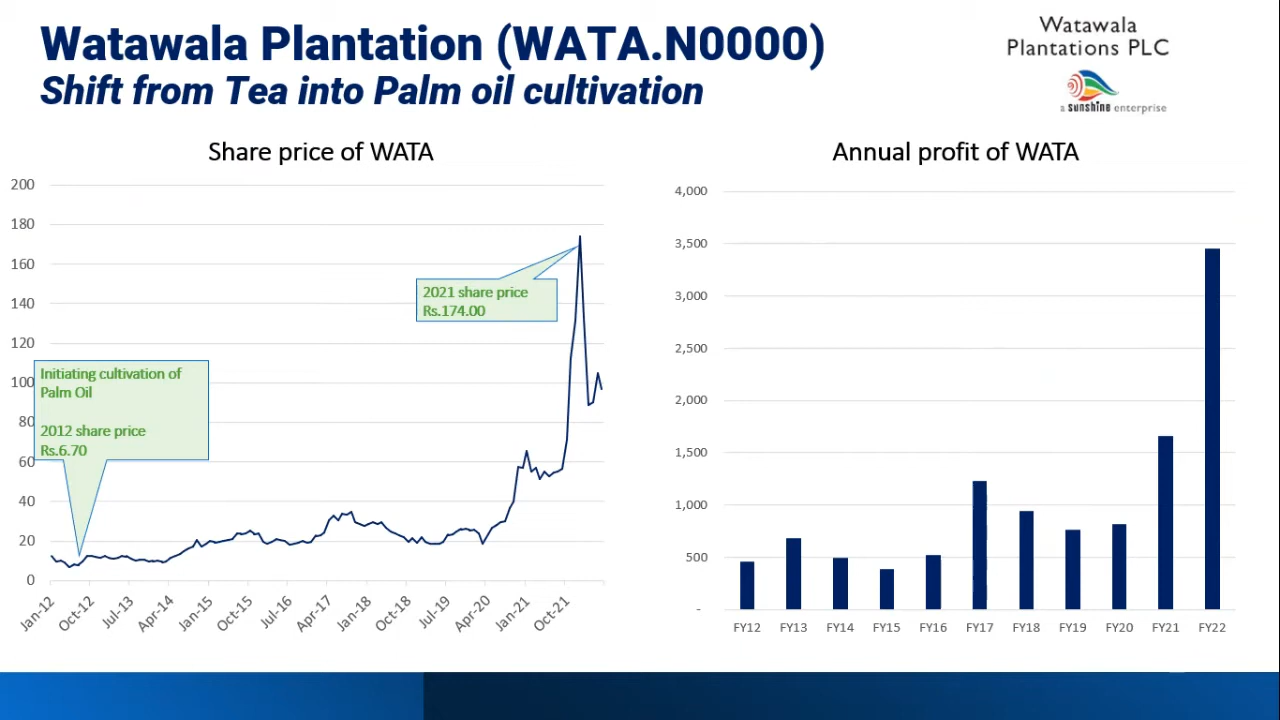 Watawala Plantation (WATA.N0000)
Shift from Tea into Palm oil cultivation
Watawala
Plantations PLC
a sunshine enterprise
Share price of WATA
200
180
160
140
120
100
80
60
40
20
0
Initiating cultivation of
Palm Oil
2012 share price
Rs.6.70
2021 share price
Rs.174.00
Jan-12
Oct-12
Jul-13
Apr-14
Jan-15
Oct-15
Jul-16
Apr-17
Jan-18
Oct-18
Jul-19
Apr-20
Jan-21
Oct-21
Annual profit of WATA
4,000
3,500
3,000
2,500
2,000
1,500
1,000
500
-
FY12
FY13
FY14
FY15
FY16
FY17
FY18
FY19
FY20
FY21
FY22